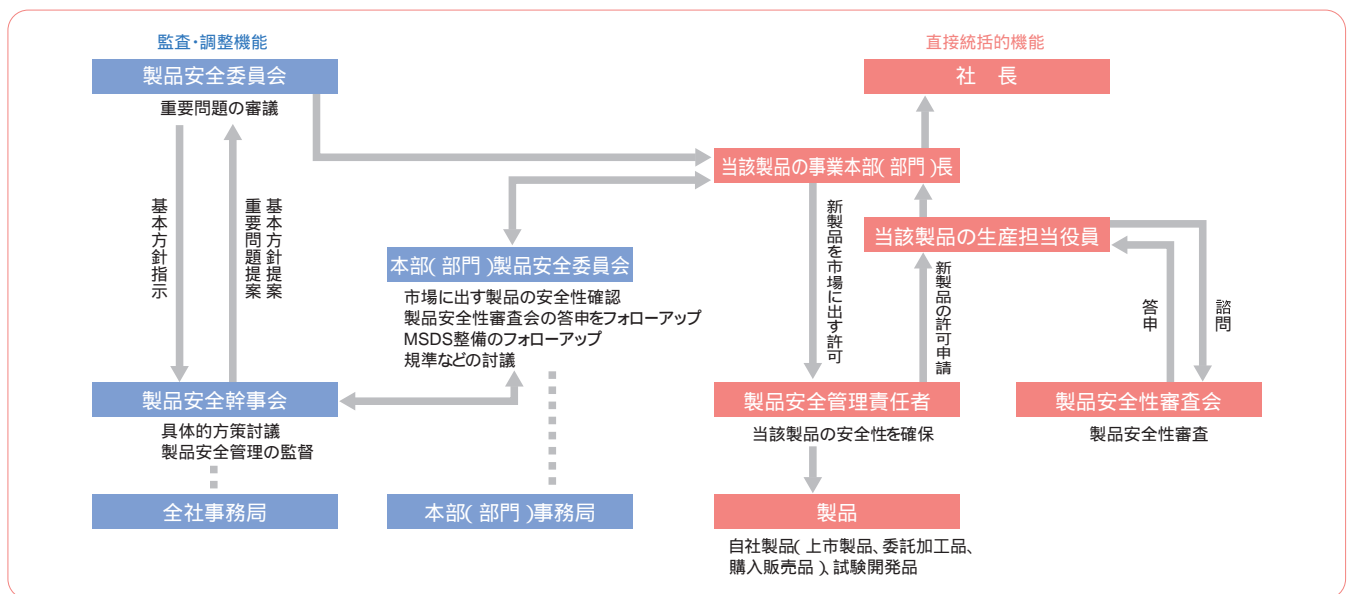 監査・調整機能
製品安全委員会
重要問題の審議
基本方針指示
基本方針提案
重要問題提案
製品安全幹事会
具体的方策討議
製品安全管理の監督
全社事務局
本部(部門)製品安全委員会
市場に出す製品の安全性確認
製品安全性審査会の答申をフォローアップ
MSDS整備のフォローアップ
規準などの討議
本部(部門)事務局
直接統括的機能
社　長
当該製品の事業本部(部門)長
当該製品の生産担当役員
新製品を市場に出す許可
新製品の許可申請
答申
諮問
製品安全管理責任者
当該製品の安全性を確保
製品安全性審査会
製品安全性審査
製品
自社製品(上市製品、委託加工品、
購入販売品)、試験開発品